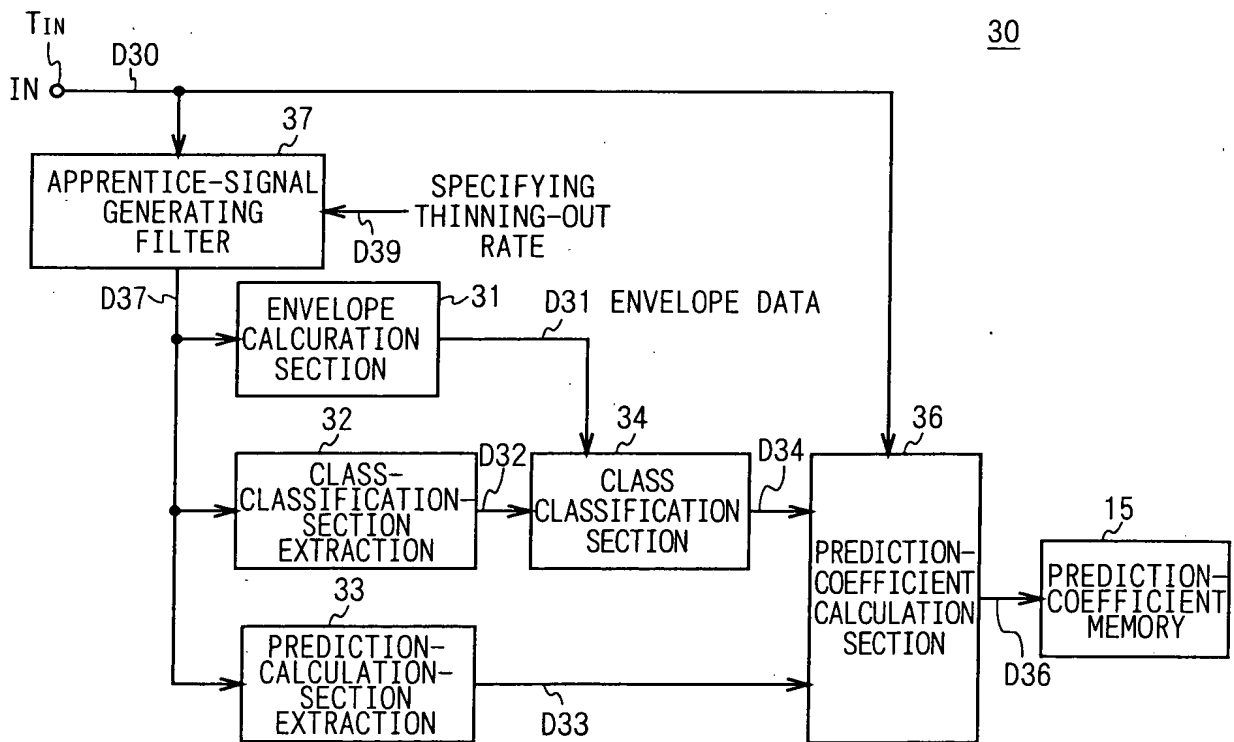 30
TIN
D30
IN
37
APPRENTICE-SIGNAL
GENERATING
FILTER
SPECIFYING
THINNING-OUT
RATE
D39
D37
31
ENVELOPE
CALCURATION
SECTION
D31 ENVELOPE DATA
32
CLASS-
CLASSIFICATION-
SECTION
EXTRACTION
D32
34
CLASS
CLASSIFICATION
SECTION
D34
36
PREDICTION-
COEFFICIENT
CALCULATION
SECTION
15
PREDICTION-
COEFFICIENT
MEMORY
D36
33
PREDICTION-
CALCULATION-
SECTION
EXTRACTION
D33